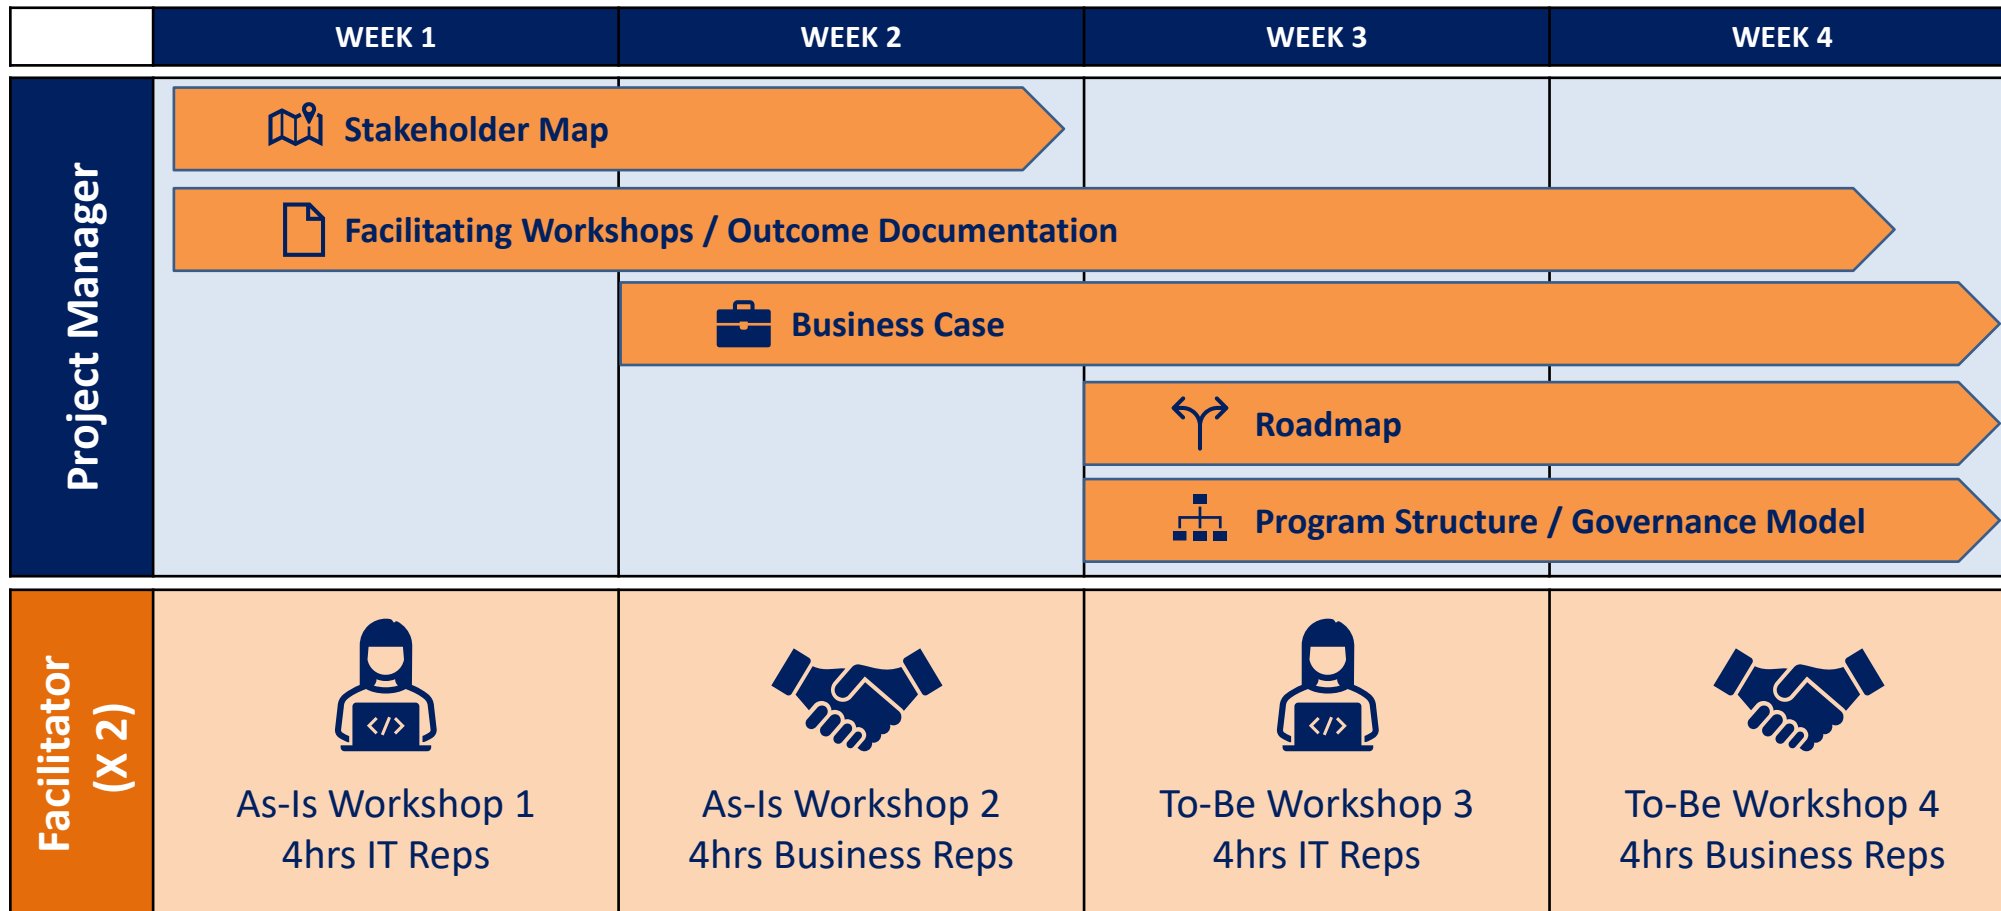 WEEK 1
WEEK 2
WEEK 3
WEEK 4
Project Manager
Stakeholder Map
Facilitating Workshops / Outcome Documentation
Business Case
Roadmap
Program Structure / Governance Model
Facilitator
(X 2)
</>
As-Is Workshop 1
4hrs IT Reps
As-Is Workshop 2
4hrs Business Reps
</>
To-Be Workshop 3
4hrs IT Reps
To-Be Workshop 4
4hrs Business Reps